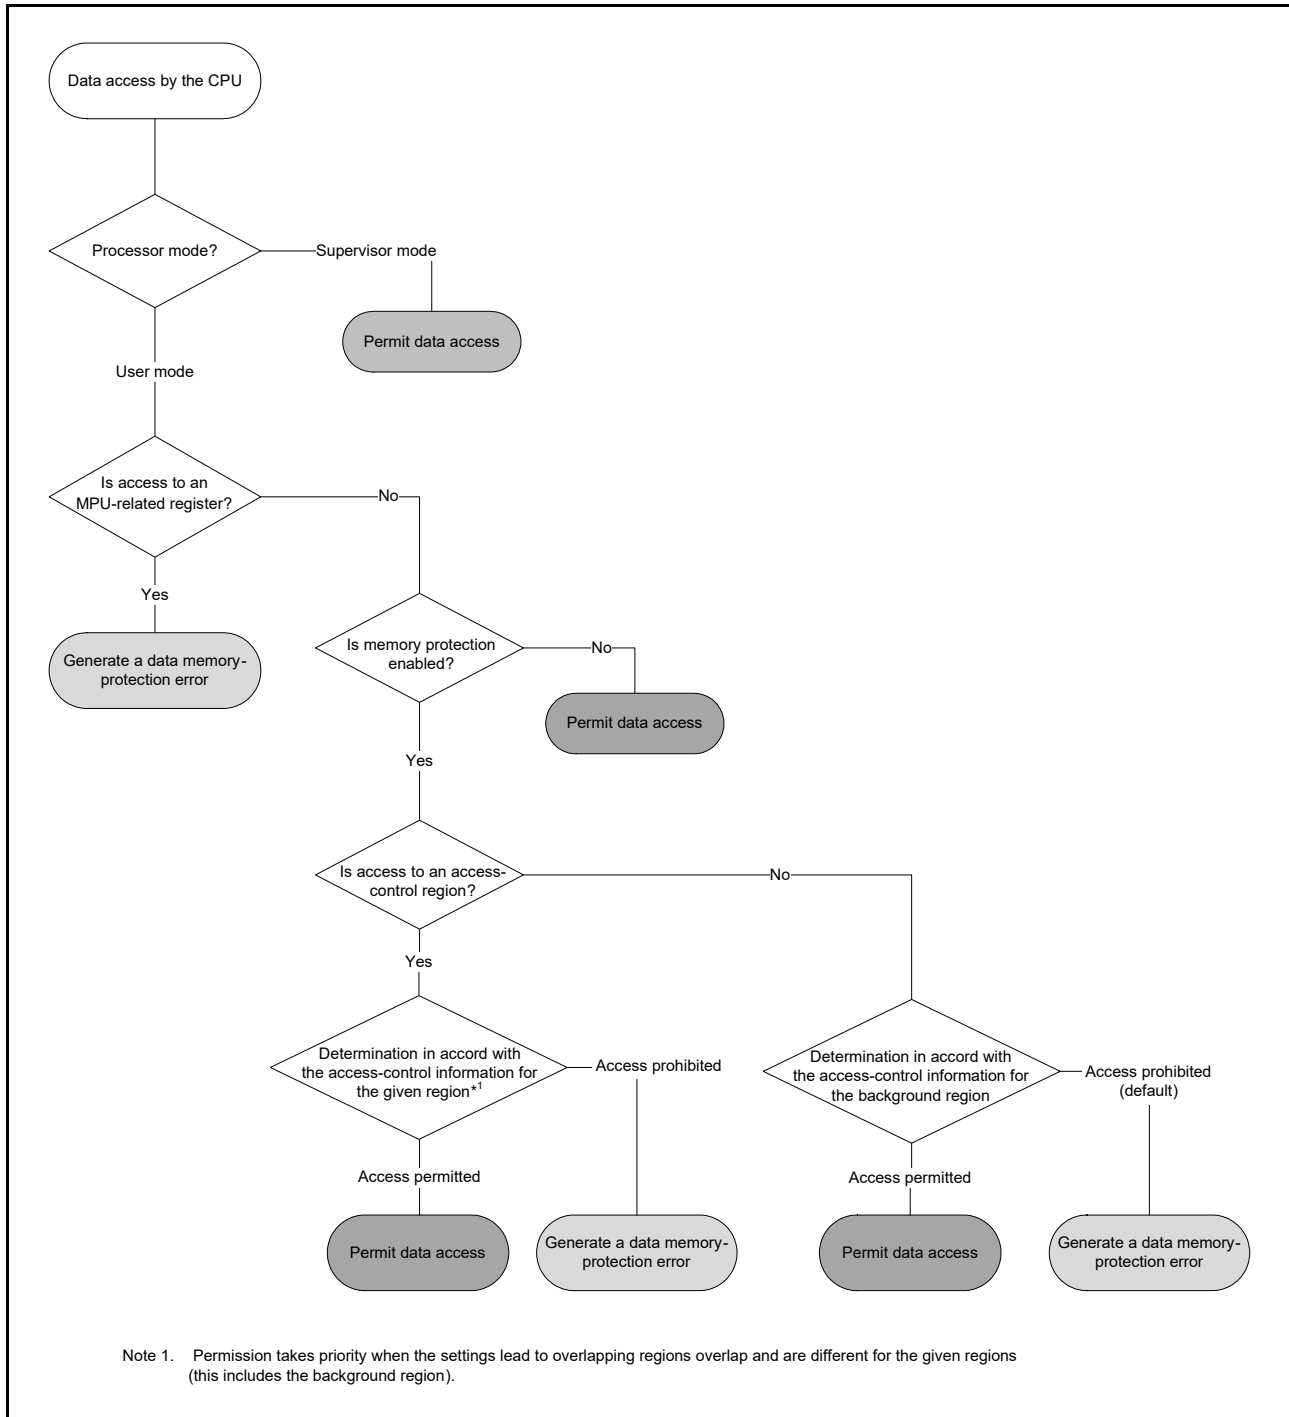 Data access by the CPU
Processor mode?
Supervisor mode
Permit data access
User mode
Is access to an
MPU-related register?
No
Yes
Generate a data memory-
protection error
Is memory protection
enabled?
No
Permit data access
Yes
Is access to an access-
control region?
No
Yes
Determination in accord with
the access-control information for
the given region*1
Access prohibited
Determination in accord with
the access-control information for
the background region
Access prohibited
(default)
Access permitted
Access permitted
Permit data access
Generate a data memory-
protection error
Permit data access
Generate a data memory-
protection error
Note 1. Permission takes priority when the settings lead to overlapping regions overlap and are different for the given regions
(this includes the background region).